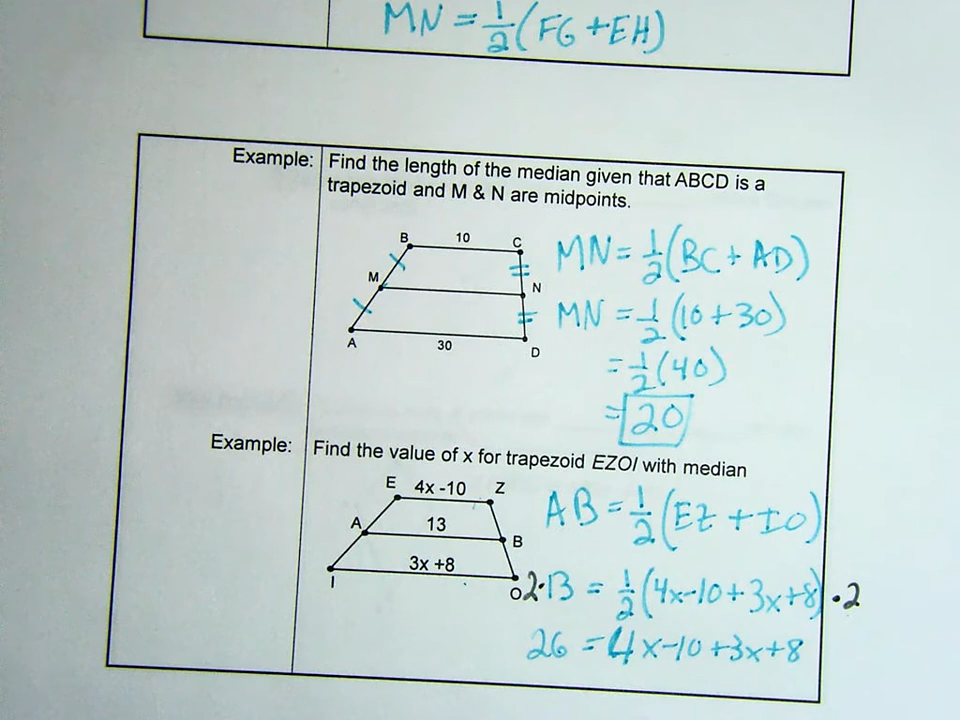 MN = 1/2 (FG + EH)
Example: Find the length of the median given that ABCD is a
trapezoid and M & N are midpoints.
B 10 C
M N
A 30 D
MN = 1/2 (BC + AD)
MN = 1/2 (10 + 30)
= 1/2 (40)
= 20
Example: Find the value of x for trapezoid EZOI with median
E 4x -10 Z
A 13 B
3x +8
I O
AB = 1/2 (EZ + IO)
2·13 = 1/2 (4x-10+3x+8) ·2
26 = 4x-10+3x+8